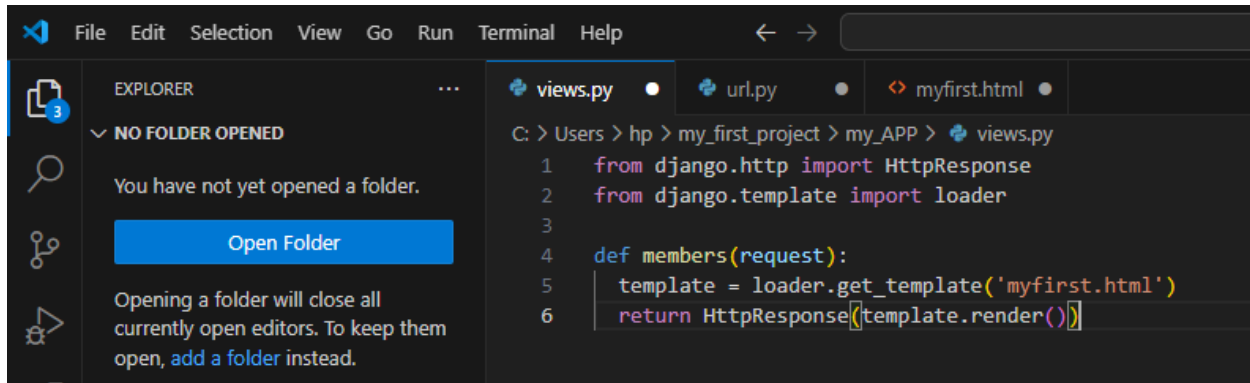 File Edit Selection View Go Run Terminal Help ← →
3
EXPLORER ...
NO FOLDER OPENED
You have not yet opened a folder.
Open Folder
Opening a folder will close all
currently open editors. To keep them
open, add a folder instead.
views.py url.py <> myfirst.html
C: > Users > hp > my_first_project > my_APP > views.py
1 from django.http import HttpResponse
2 from django.template import loader
3
4 def members(request):
5 template = loader.get_template('myfirst.html')
6 return HttpResponse(template.render())